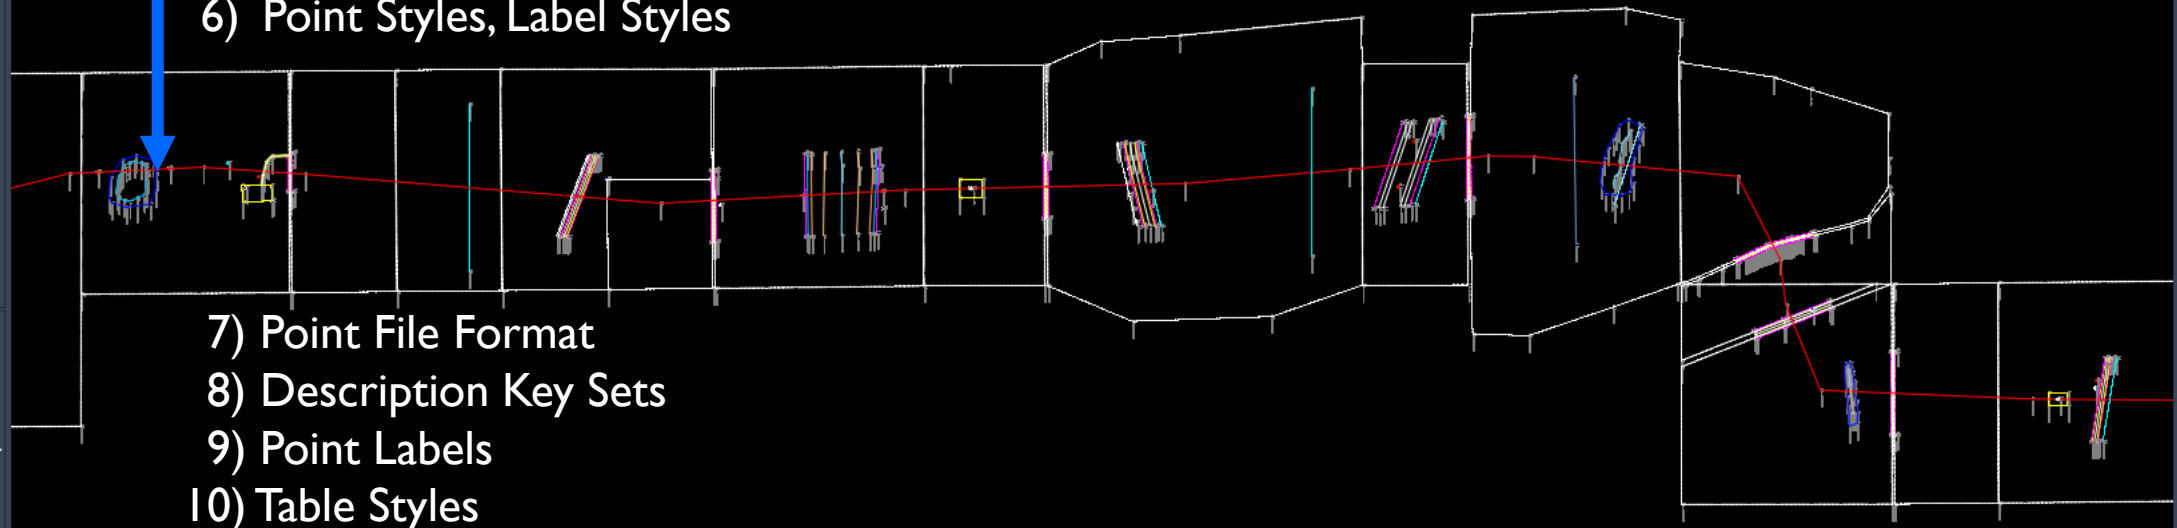 6) Point Styles, Label Styles
7) Point File Format
8) Description Key Sets
9) Point Labels
10) Table Styles